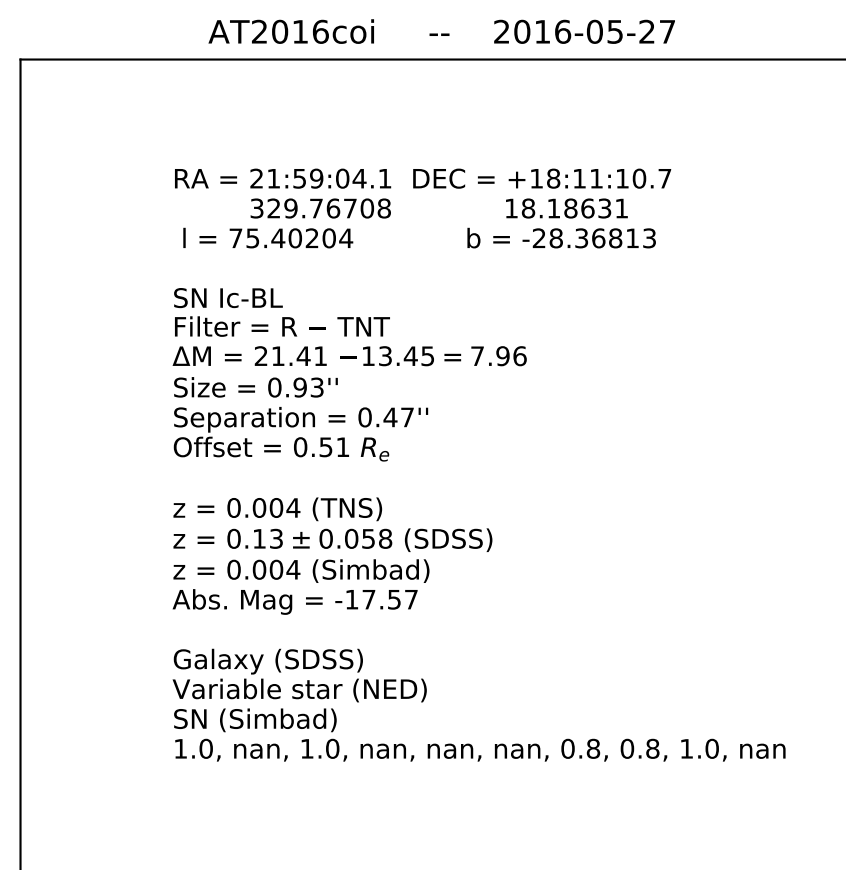 AT2016coi -- 2016-05-27
RA = 21:59:04.1 DEC = +18:11:10.7
329.76708 18.18631
l = 75.40204 b = -28.36813
SN Ic-BL
Filter = R − TNT
ΔM = 21.41 −13.45 = 7.96
Size = 0.93''
Separation = 0.47''
Offset = 0.51 Re
z = 0.004 (TNS)
z = 0.13 ± 0.058 (SDSS)
z = 0.004 (Simbad)
Abs. Mag = -17.57
Galaxy (SDSS)
Variable star (NED)
SN (Simbad)
1.0, nan, 1.0, nan, nan, nan, 0.8, 0.8, 1.0, nan